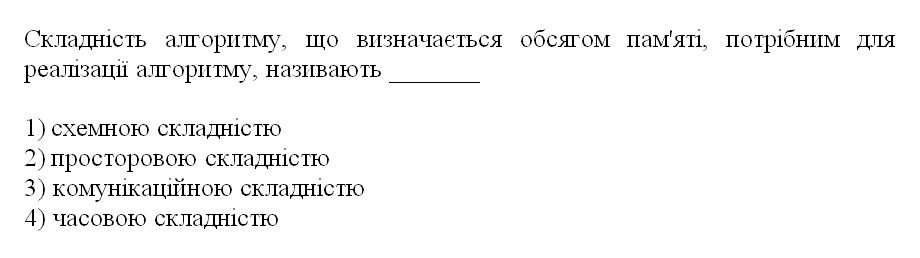 Складність алгоритму, що визначається обсягом пам'яті, потрібним для
реалізації алгоритму, називають _______
1) схемною складністю
2) просторовою складністю
3) комунікаційною складністю
4) часовою складністю